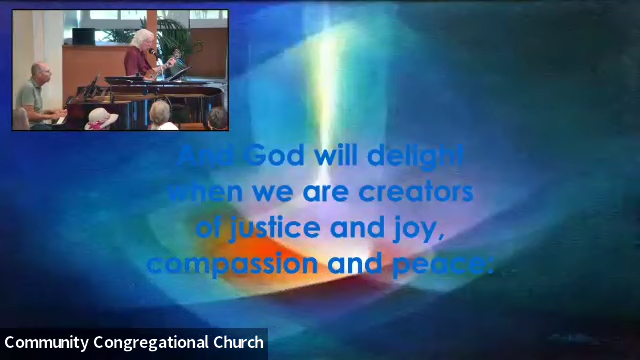 And God will delight
when we are creators
of justice and joy,
compassion and peace:
Community Congregational Church